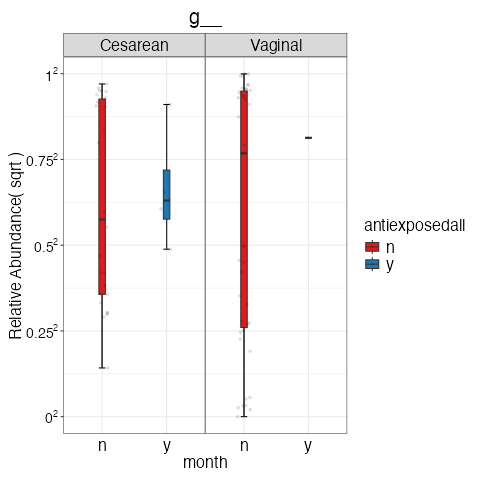 g__
Cesarean Vaginal
1²
0.75²
0.5²
0.25²
0²
Relative Abundance( sqrt )
n y n y
month
antiexposedall
n
y